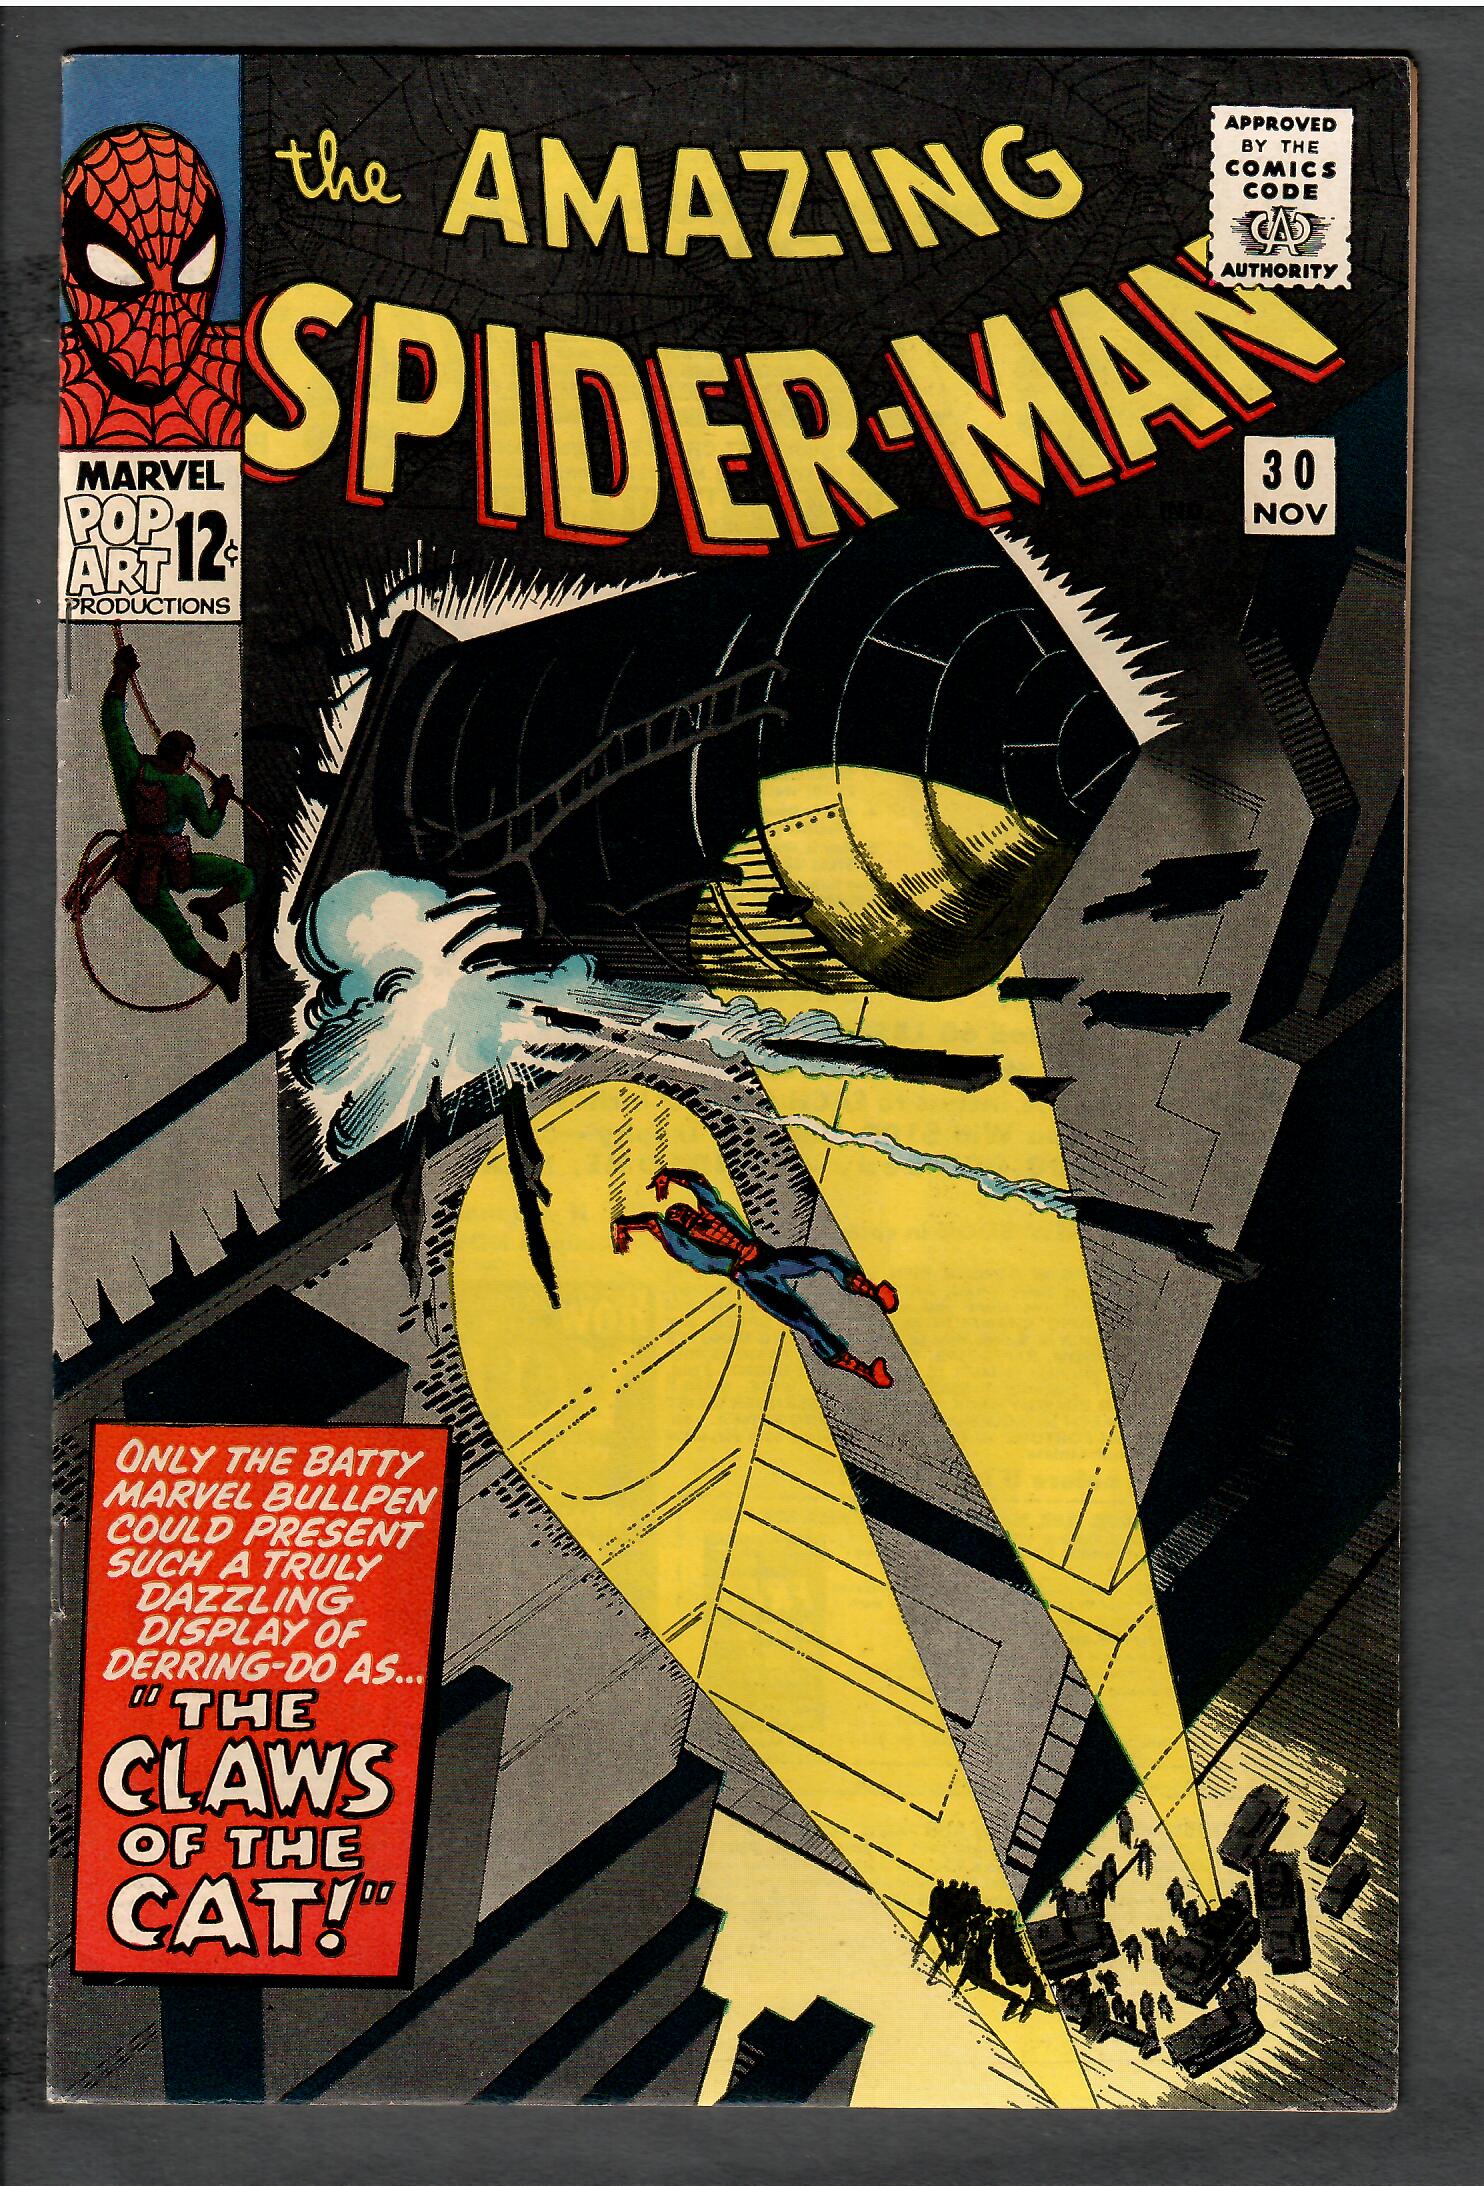 the AMAZING
SPIDER-MAN
APPROVED
BY THE
COMICS
CODE
CA
AUTHORITY
MARVEL
POP
ART 12¢
PRODUCTIONS
30
NOV
ONLY THE BATTY
MARVEL BULLPEN
COULD PRESENT
SUCH A TRULY
DAZZLING
DISPLAY OF
DERRING-DO AS...
"THE
CLAWS
OF THE
CAT!"